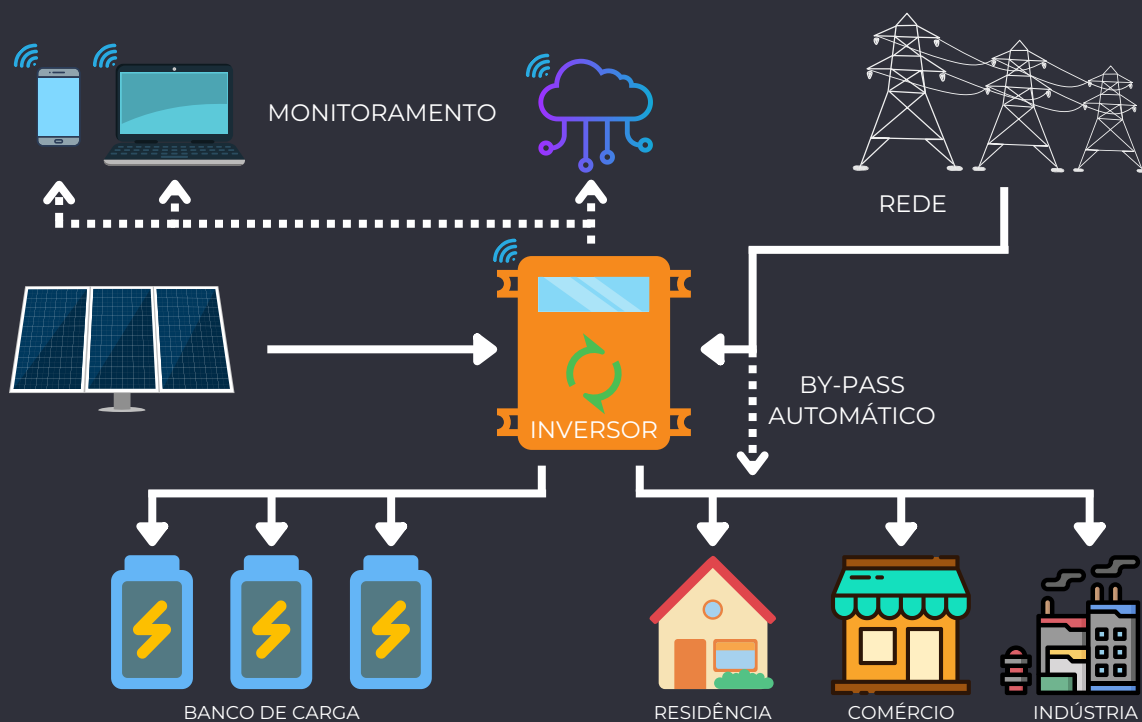 MONITORAMENTO
REDE
BY-PASS
AUTOMÁTICO
INVERSOR
BANCO DE CARGA
RESIDÊNCIA
COMÉRCIO
INDÚSTRIA